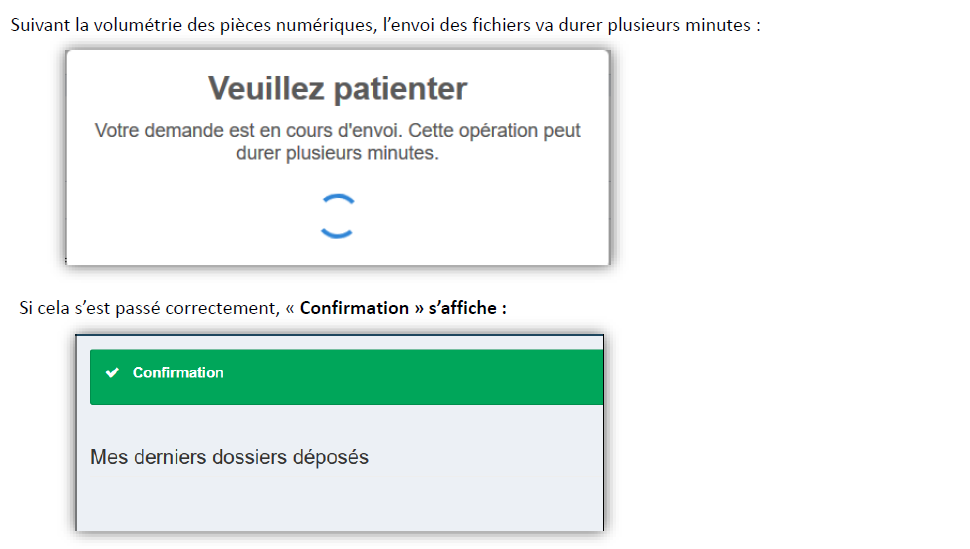 Suivant la volumétrie des pièces numériques, l’envoi des fichiers va durer plusieurs minutes :
Veuillez patienter
Votre demande est en cours d'envoi. Cette opération peut
durer plusieurs minutes.
Si cela s’est passé correctement, « Confirmation » s’affiche :
Confirmation
Mes derniers dossiers déposés